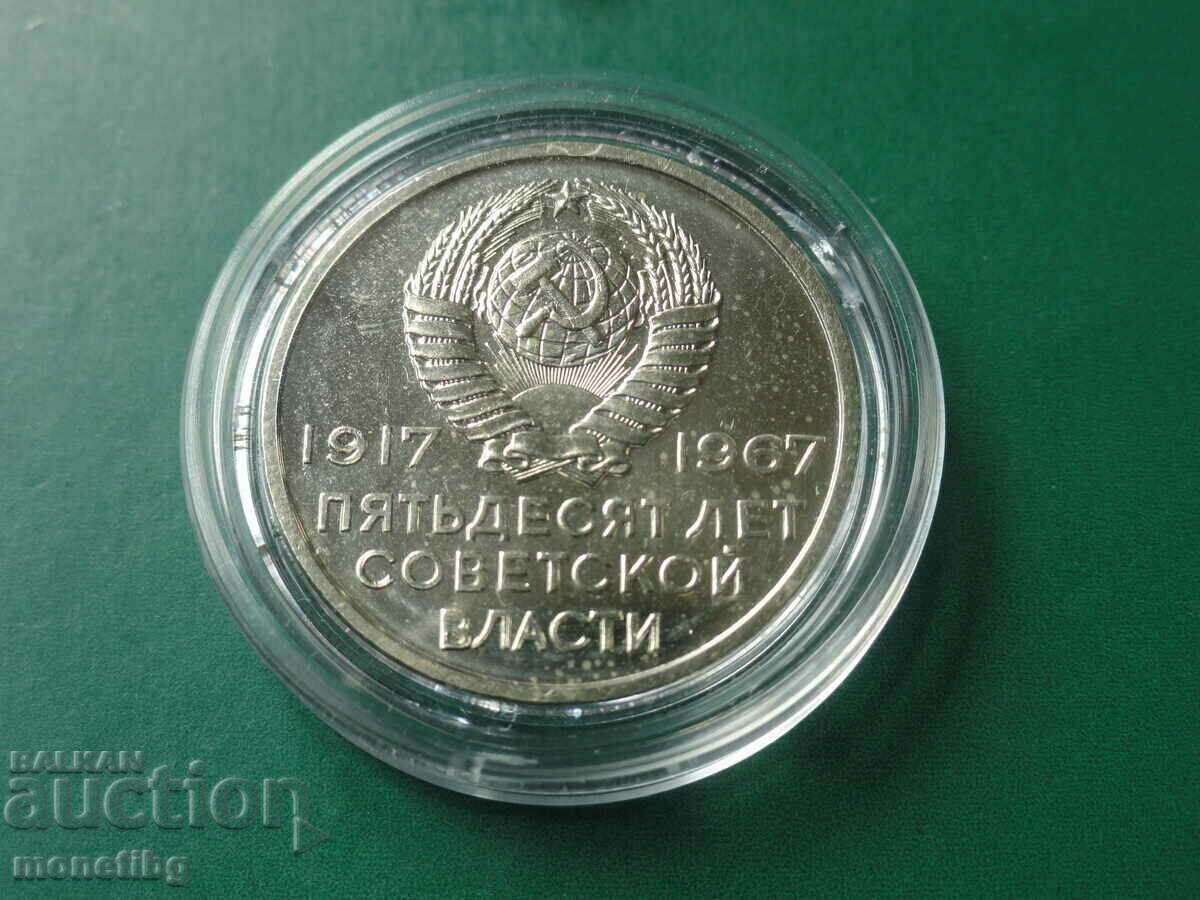 1917 1967
ПЯТЬДЕСЯТ ЛЕТ
СОВЕТСКОЙ
ВЛАСТИ
BALKAN
auction
monetibg